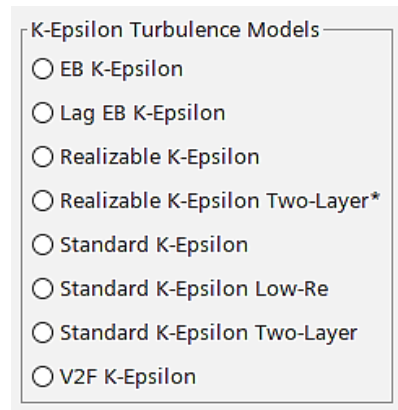 K-Epsilon Turbulence Models
EB K-Epsilon
Lag EB K-Epsilon
Realizable K-Epsilon
Realizable K-Epsilon Two-Layer*
Standard K-Epsilon
Standard K-Epsilon Low-Re
Standard K-Epsilon Two-Layer
V2F K-Epsilon